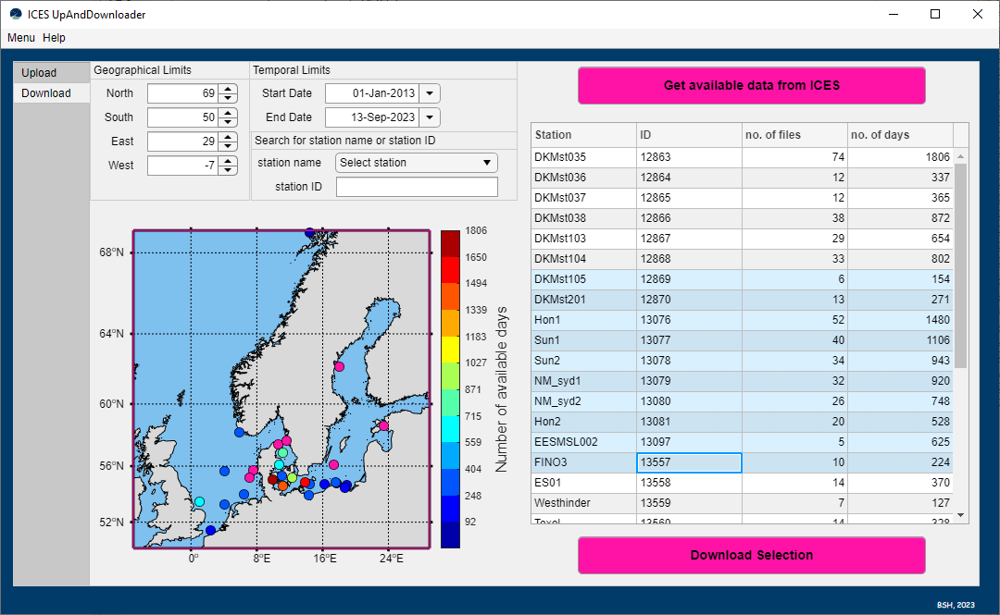 ICES UpAndDownloader
Menu Help
Upload
Download
Geographical Limits
North 69
South 50
East 29
West -7
Temporal Limits
Start Date 01-Jan-2013
End Date 13-Sep-2023
Search for station name or station ID
station name Select station
station ID
68°N
64°N
60°N
56°N
52°N
0° 8°E 16°E 24°E
1806
1650
1494
1339
1183
1027
871
715
559
404
248
92
Number of available days
Get available data from ICES
Station ID no. of files no. of days
DKMst035 12863 74 1806
DKMst036 12864 12 337
DKMst037 12865 12 365
DKMst038 12866 38 872
DKMst103 12867 29 654
DKMst104 12868 33 802
DKMst105 12869 6 154
DKMst201 12870 13 271
Hon1 13076 52 1480
Sun1 13077 40 1106
Sun2 13078 34 943
NM_syd1 13079 32 920
NM_syd2 13080 26 748
Hon2 13081 20 528
EESMSL002 13097 5 625
FINO3 13557 10 224
ES01 13558 14 370
Westhinder 13559 7 127
Texel 13560 14 328
Download Selection
BSH, 2023